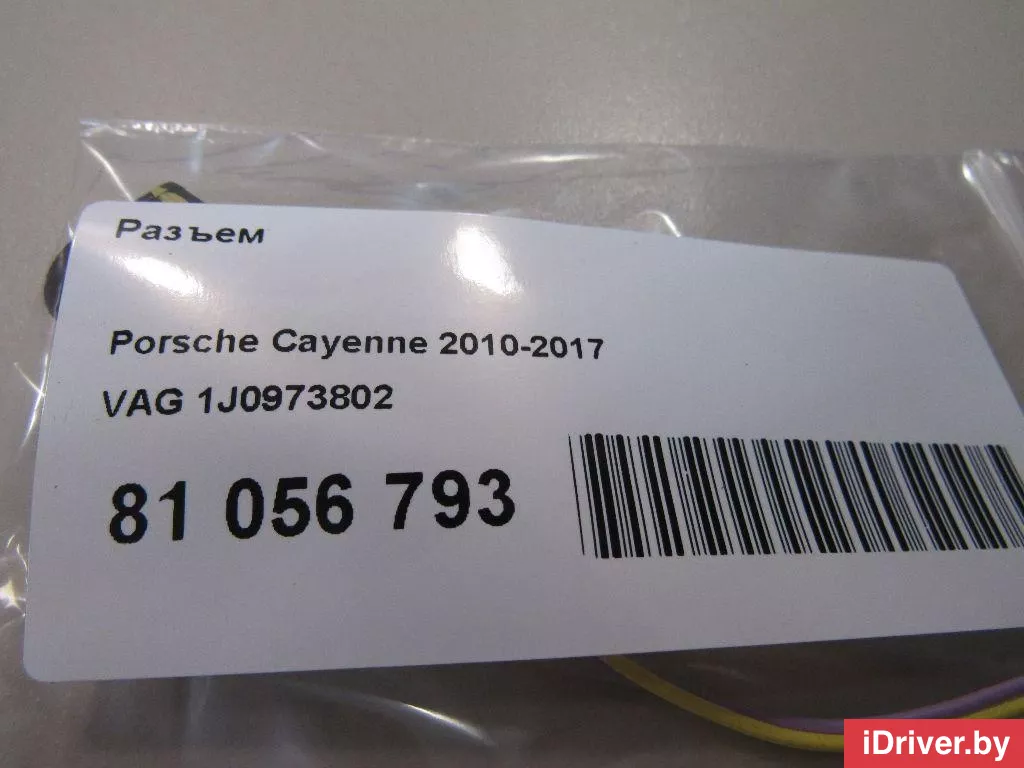 Разъем
Porsche Cayenne 2010-2017
VAG 1J0973802
81 056 793
iDriver.by